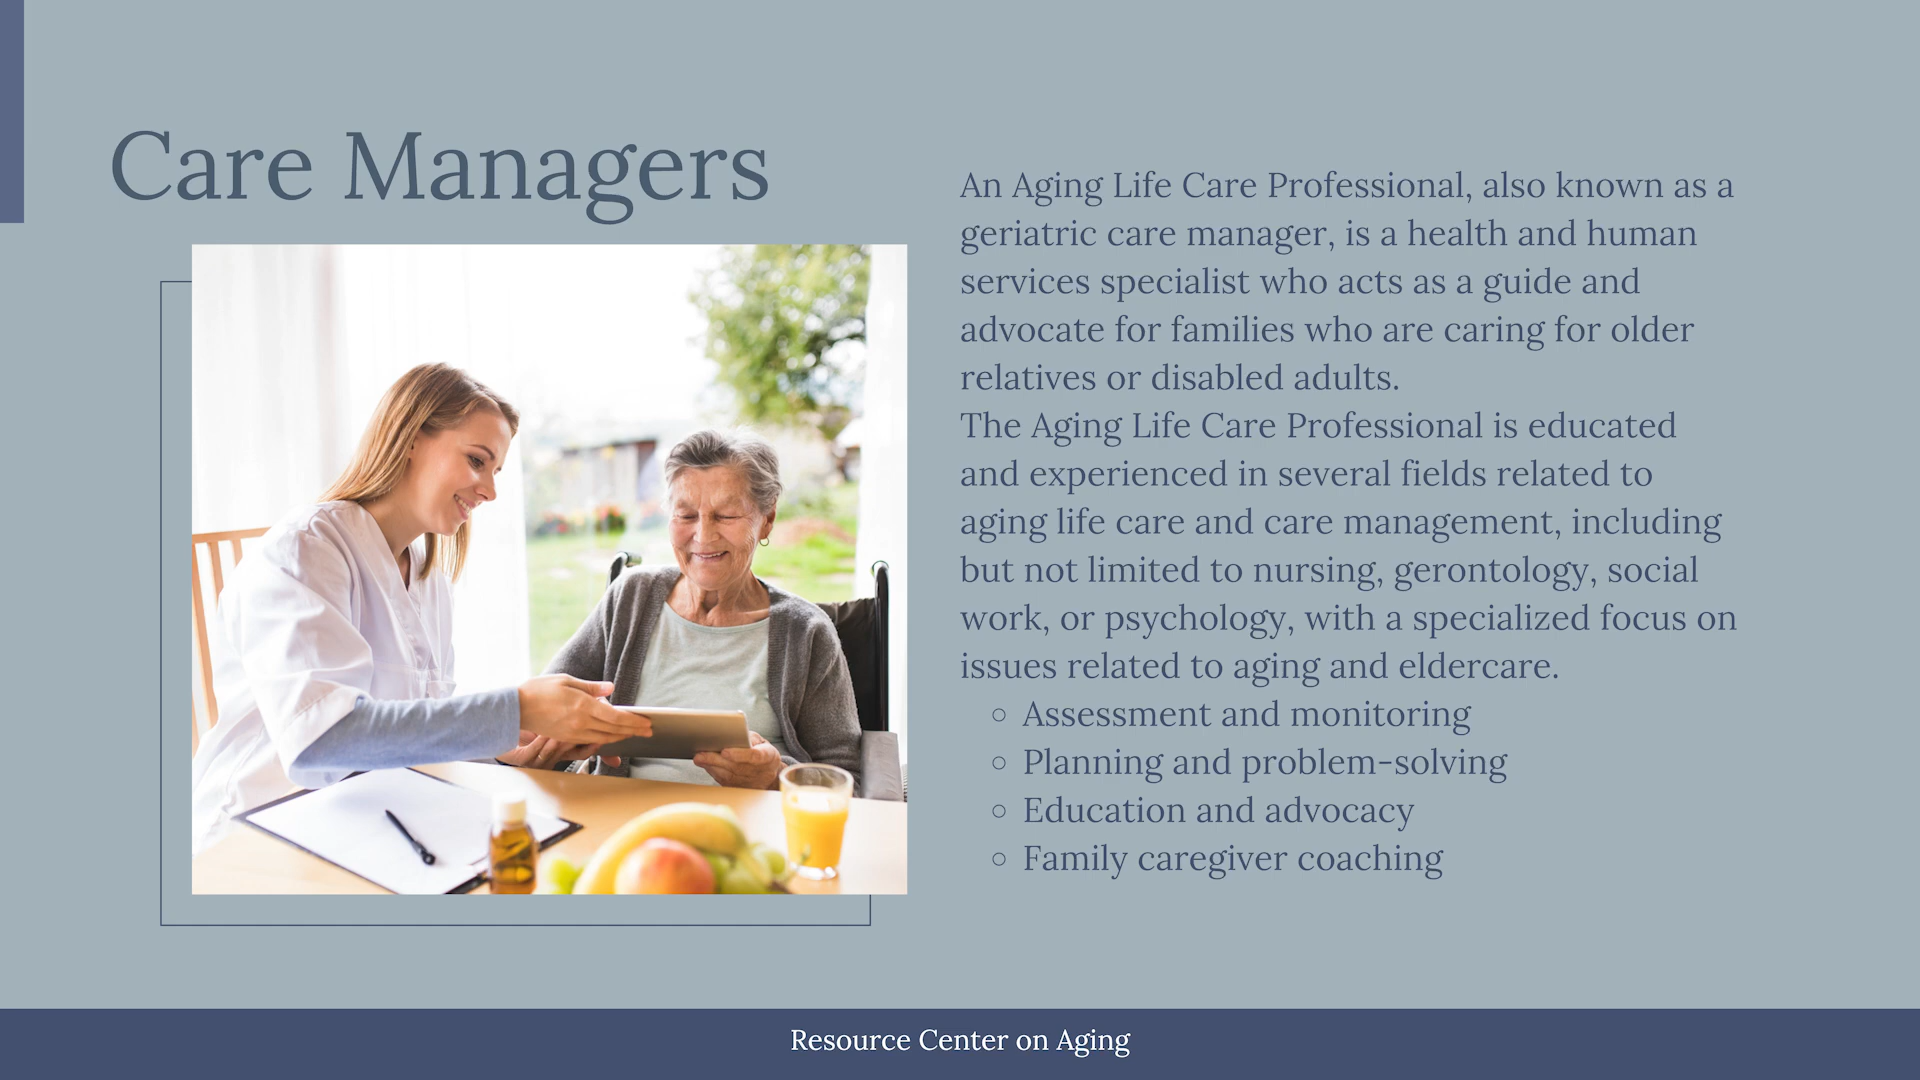 Care Managers
An Aging Life Care Professional, also known as a
geriatric care manager, is a health and human
services specialist who acts as a guide and
advocate for families who are caring for older
relatives or disabled adults.
The Aging Life Care Professional is educated
and experienced in several fields related to
aging life care and care management, including
but not limited to nursing, gerontology, social
work, or psychology, with a specialized focus on
issues related to aging and eldercare.
○ Assessment and monitoring
○ Planning and problem-solving
○ Education and advocacy
○ Family caregiver coaching
Resource Center on Aging